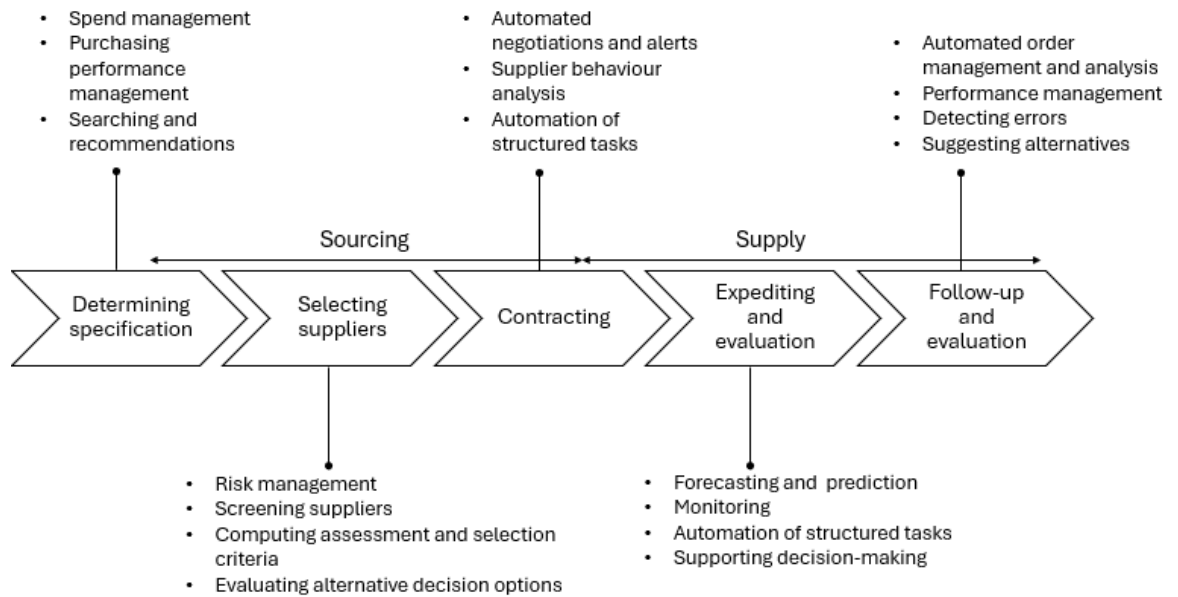 • Spend management
• Purchasing
performance
management
• Searching and
recommendations
• Automated
negotiations and alerts
• Supplier behaviour
analysis
• Automation of
structured tasks
• Automated order
management and analysis
• Performance management
• Detecting errors
• Suggesting alternatives
Sourcing
Supply
Determining
specification
Selecting
suppliers
Contracting
Expediting
and
evaluation
Follow-up
and
evaluation
• Risk management
• Screening suppliers
• Computing assessment and selection
criteria
• Evaluating alternative decision options
• Forecasting and prediction
• Monitoring
• Automation of structured tasks
• Supporting decision-making